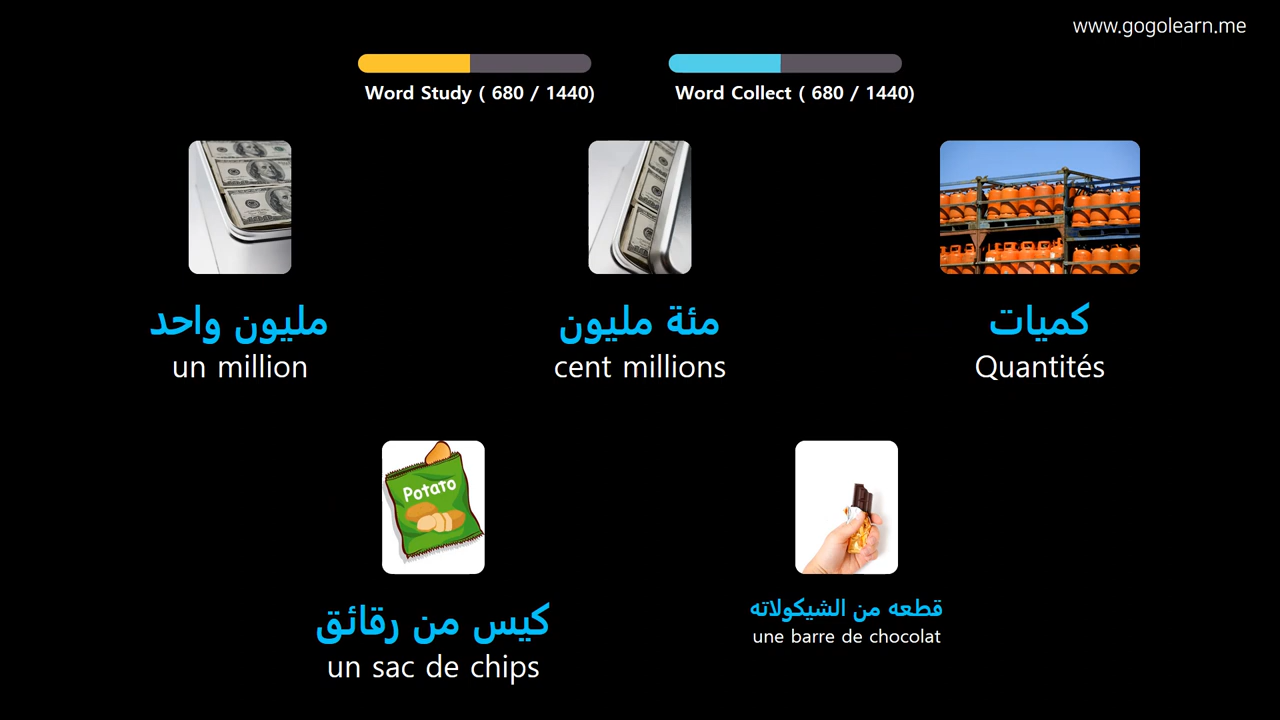 www.gogolearn.me
Word Study ( 680 / 1440)
Word Collect ( 680 / 1440)
مليون واحد
un million
مئة مليون
cent millions
كميات
Quantités
Potato
كيس من رقائق
un sac de chips
قطعه من الشيكولاته
une barre de chocolat